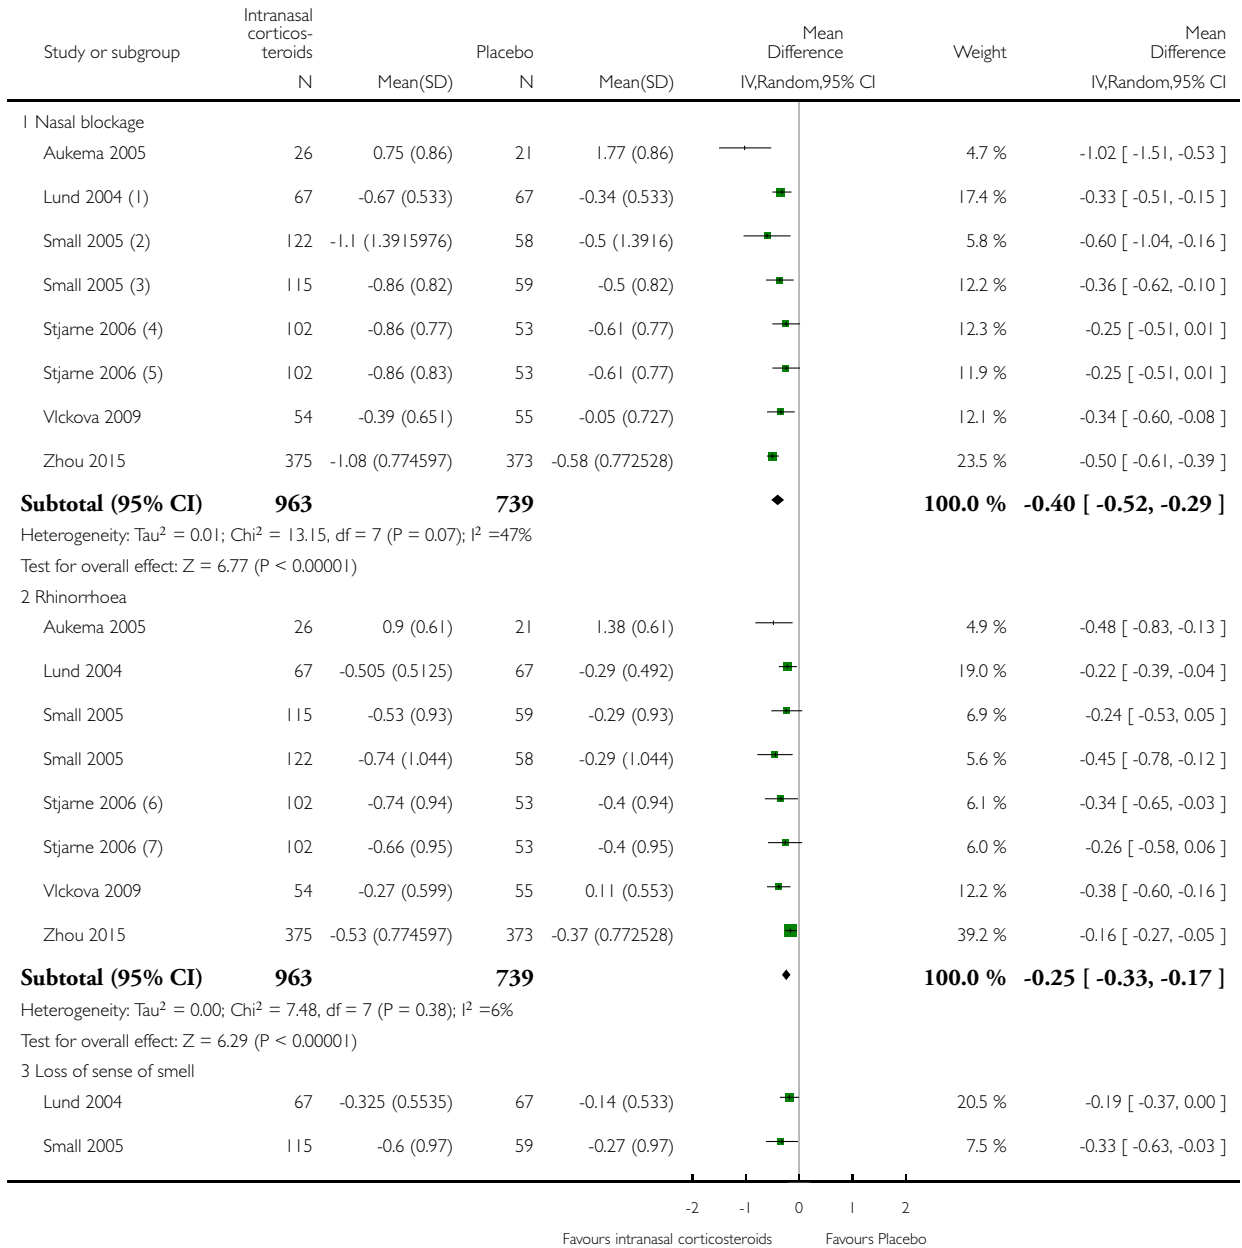 Intranasal
corticos-
teroids
Study or subgroup Placebo Mean Difference Weight Mean Difference
N Mean(SD) N Mean(SD) IV,Random,95% CI IV,Random,95% CI
1 Nasal blockage
Aukema 2005 26 0.75 (0.86) 21 1.77 (0.86) 4.7 % -1.02 [ -1.51, -0.53 ]
Lund 2004 (1) 67 -0.67 (0.533) 67 -0.34 (0.533) 17.4 % -0.33 [ -0.51, -0.15 ]
Small 2005 (2) 122 -1.1 (1.3915976) 58 -0.5 (1.3916) 5.8 % -0.60 [ -1.04, -0.16 ]
Small 2005 (3) 115 -0.86 (0.82) 59 -0.5 (0.82) 12.2 % -0.36 [ -0.62, -0.10 ]
Stjarne 2006 (4) 102 -0.86 (0.77) 53 -0.61 (0.77) 12.3 % -0.25 [ -0.51, 0.01 ]
Stjarne 2006 (5) 102 -0.86 (0.83) 53 -0.61 (0.77) 11.9 % -0.25 [ -0.51, 0.01 ]
Vlckova 2009 54 -0.39 (0.651) 55 -0.05 (0.727) 12.1 % -0.34 [ -0.60, -0.08 ]
Zhou 2015 375 -1.08 (0.774597) 373 -0.58 (0.772528) 23.5 % -0.50 [ -0.61, -0.39 ]
Subtotal (95% CI) 963 739 100.0 % -0.40 [ -0.52, -0.29 ]
Heterogeneity: Tau² = 0.01; Chi² = 13.15, df = 7 (P = 0.07); I² =47%
Test for overall effect: Z = 6.77 (P < 0.00001)
2 Rhinorrhoea
Aukema 2005 26 0.9 (0.61) 21 1.38 (0.61) 4.9 % -0.48 [ -0.83, -0.13 ]
Lund 2004 67 -0.505 (0.5125) 67 -0.29 (0.492) 19.0 % -0.22 [ -0.39, -0.04 ]
Small 2005 115 -0.53 (0.93) 59 -0.29 (0.93) 6.9 % -0.24 [ -0.53, 0.05 ]
Small 2005 122 -0.74 (1.044) 58 -0.29 (1.044) 5.6 % -0.45 [ -0.78, -0.12 ]
Stjarne 2006 (6) 102 -0.74 (0.94) 53 -0.4 (0.94) 6.1 % -0.34 [ -0.65, -0.03 ]
Stjarne 2006 (7) 102 -0.66 (0.95) 53 -0.4 (0.95) 6.0 % -0.26 [ -0.58, 0.06 ]
Vlckova 2009 54 -0.27 (0.599) 55 0.11 (0.553) 12.2 % -0.38 [ -0.60, -0.16 ]
Zhou 2015 375 -0.53 (0.774597) 373 -0.37 (0.772528) 39.2 % -0.16 [ -0.27, -0.05 ]
Subtotal (95% CI) 963 739 100.0 % -0.25 [ -0.33, -0.17 ]
Heterogeneity: Tau² = 0.00; Chi² = 7.48, df = 7 (P = 0.38); I² =6%
Test for overall effect: Z = 6.29 (P < 0.00001)
3 Loss of sense of smell
Lund 2004 67 -0.325 (0.5535) 67 -0.14 (0.533) 20.5 % -0.19 [ -0.37, 0.00 ]
Small 2005 115 -0.6 (0.97) 59 -0.27 (0.97) 7.5 % -0.33 [ -0.63, -0.03 ]
-2 -1 0 1 2
Favours intranasal corticosteroids Favours Placebo